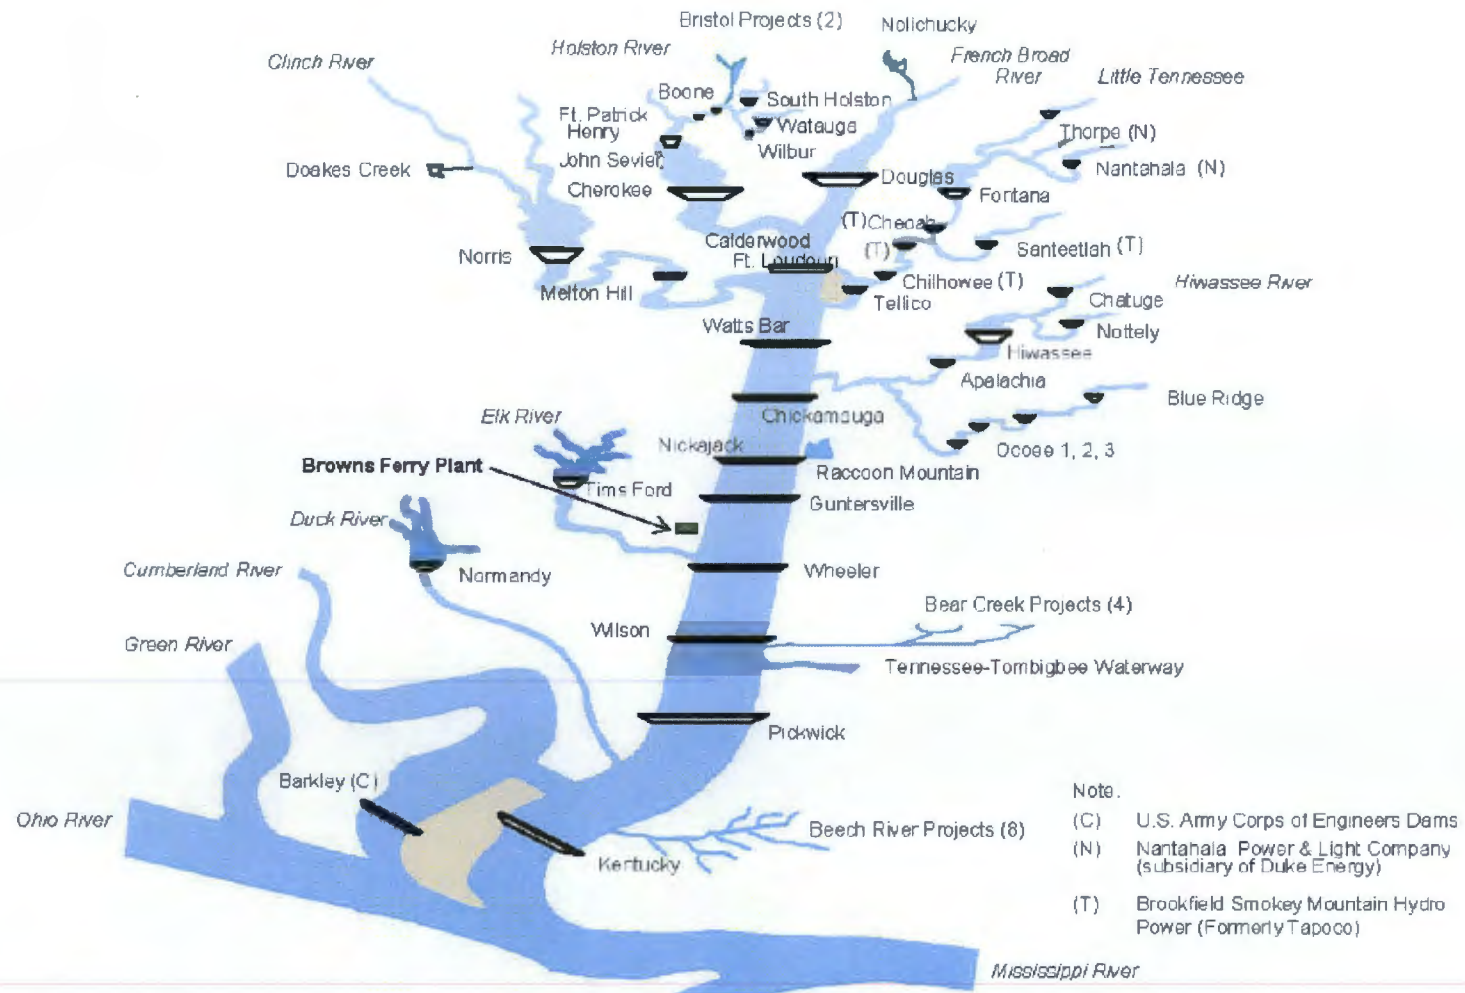 Bristol Projects (2)
Nolichucky
Holston River
French Broad
River
Clinch River
Little Tennessee
Boone
South Holston
Ft. Patrick
Henry
Watauga
Thorpe (N)
Wilbur
John Sevier
Doakes Creek
Nantahala (N)
Cherokee
Douglas
Fontana
(T) Cheoah
Calderwood
(T)
Santeetlah (T)
Norris
Ft. Loudoun
Chilhowee (T)
Hiwassee River
Melton Hill
Tellico
Chatuge
Watts Bar
Nottely
Hiwassee
Apalachia
Blue Ridge
Elk River
Chickamauga
Nickajack
Ocoee 1, 2, 3
Browns Ferry Plant
Raccoon Mountain
Tims Ford
Guntersville
Duck River
Cumberland River
Normandy
Wheeler
Bear Creek Projects (4)
Wilson
Green River
Tennessee-Tombigbee Waterway
Pickwick
Barkley (C)
Note.
Ohio River
Beech River Projects (8)
(C) U.S. Army Corps of Engineers Dams
(N) Nantahala Power & Light Company
(subsidiary of Duke Energy)
Kentucky
(T) Brookfield Smokey Mountain Hydro
Power (Formerly Tapoco)
Mississippi River